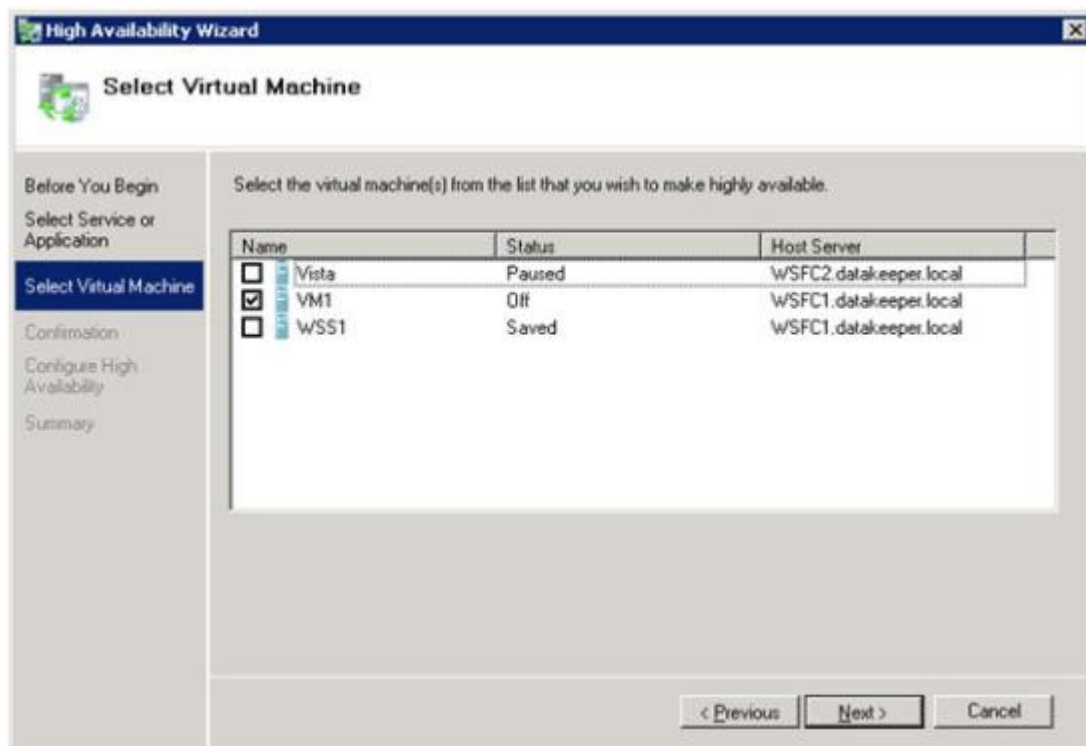 High Availability Wizard
Select Virtual Machine
Before You Begin
Select Service or
Application
Select Virtual Machine
Confirmation
Configure High
Availability
Summary
Select the virtual machine(s) from the list that you wish to make highly available.
Name Status Host Server
Vista Paused WSFC2.datakeeper.local
VM1 Off WSFC1.datakeeper.local
WSS1 Saved WSFC1.datakeeper.local
< Previous Next > Cancel